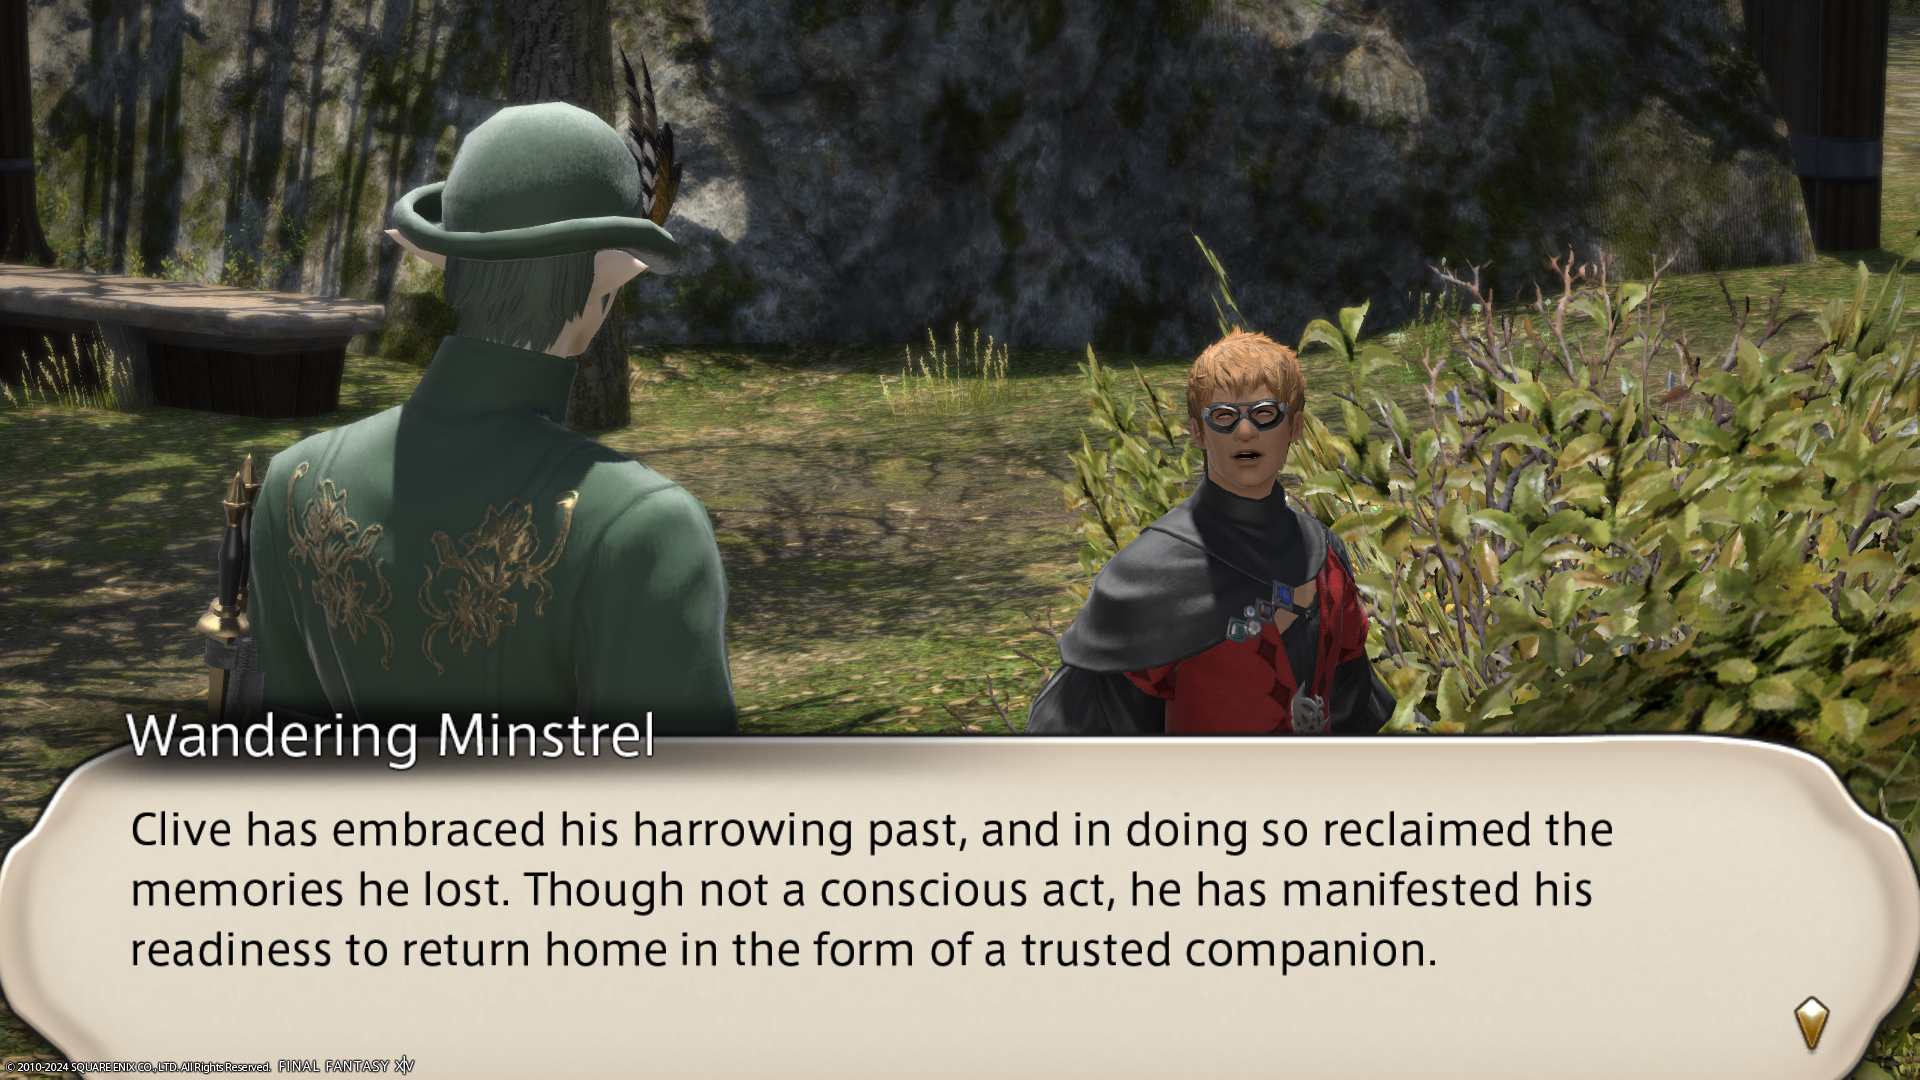 Wandering Minstrel
Clive has embraced his harrowing past, and in doing so reclaimed the
memories he lost. Though not a conscious act, he has manifested his
readiness to return home in the form of a trusted companion.
© 2010-2024 SQUARE ENIX CO., LTD. All Rights Reserved. FINAL FANTASY XIV